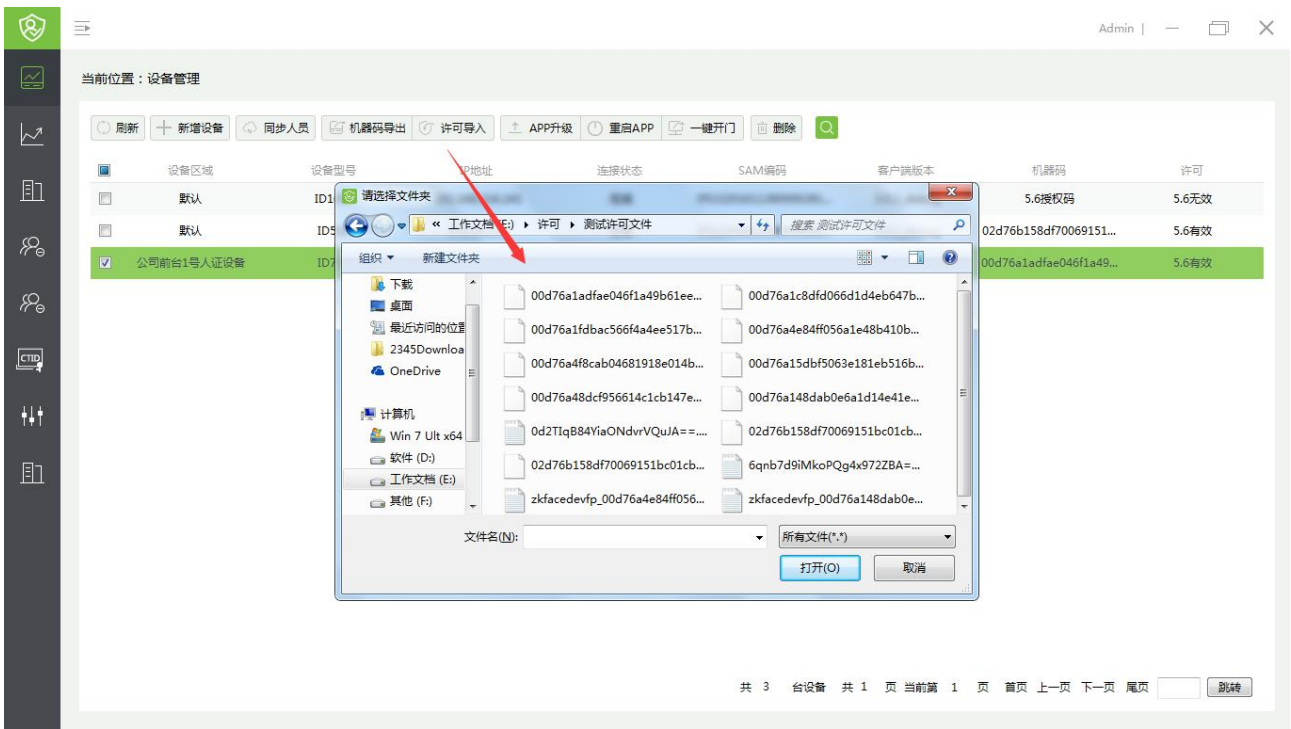 Admin |
当前位置：设备管理
刷新 新增设备 同步人员 机器码导出 许可导入 APP升级 重启APP 一键开门 删除
设备区域 设备型号 IP地址 连接状态 SAM编码 客户端版本 机器码 许可
默认 ID1 5.6授权码 5.6无效
默认 ID5 02d76b158df70069151... 5.6有效
公司前台1号人证设备 ID7 00d76a1adfae046f1a49... 5.6有效
请选择文件夹
« 工作文档 (E:) 许可 测试许可文件 搜索 测试许可文件
组织 新建文件夹
下载
桌面
最近访问的位置
2345Downloa
OneDrive
计算机
Win 7 Ult x64
软件 (D:)
工作文档 (E:)
其他 (F:)
00d76a1adfae046f1a49b61ee... 00d76a1c8dfd066d1d4eb647b...
00d76a1fdbac566f4a4ee517b... 00d76a4e84ff056a1e48b410b...
00d76a4f8cab04681918e014b... 00d76a15dbf5063e181eb516b...
00d76a48dcf956614c1cb147e... 00d76a148dab0e6a1d14e41e...
0d2TIqB84YiaONdvrVQuJA==.... 02d76b158df70069151bc01cb...
02d76b158df70069151bc01cb... 6qnb7d9iMkoPQg4x972ZBA=...
zkfacedevfp_00d76a4e84ff056... zkfacedevfp_00d76a148dab0e...
文件名(N): 所有文件(*.*)
打开(O) 取消
共 3 台设备 共 1 页 当前第 1 页 首页 上一页 下一页 尾页 跳转
CTID